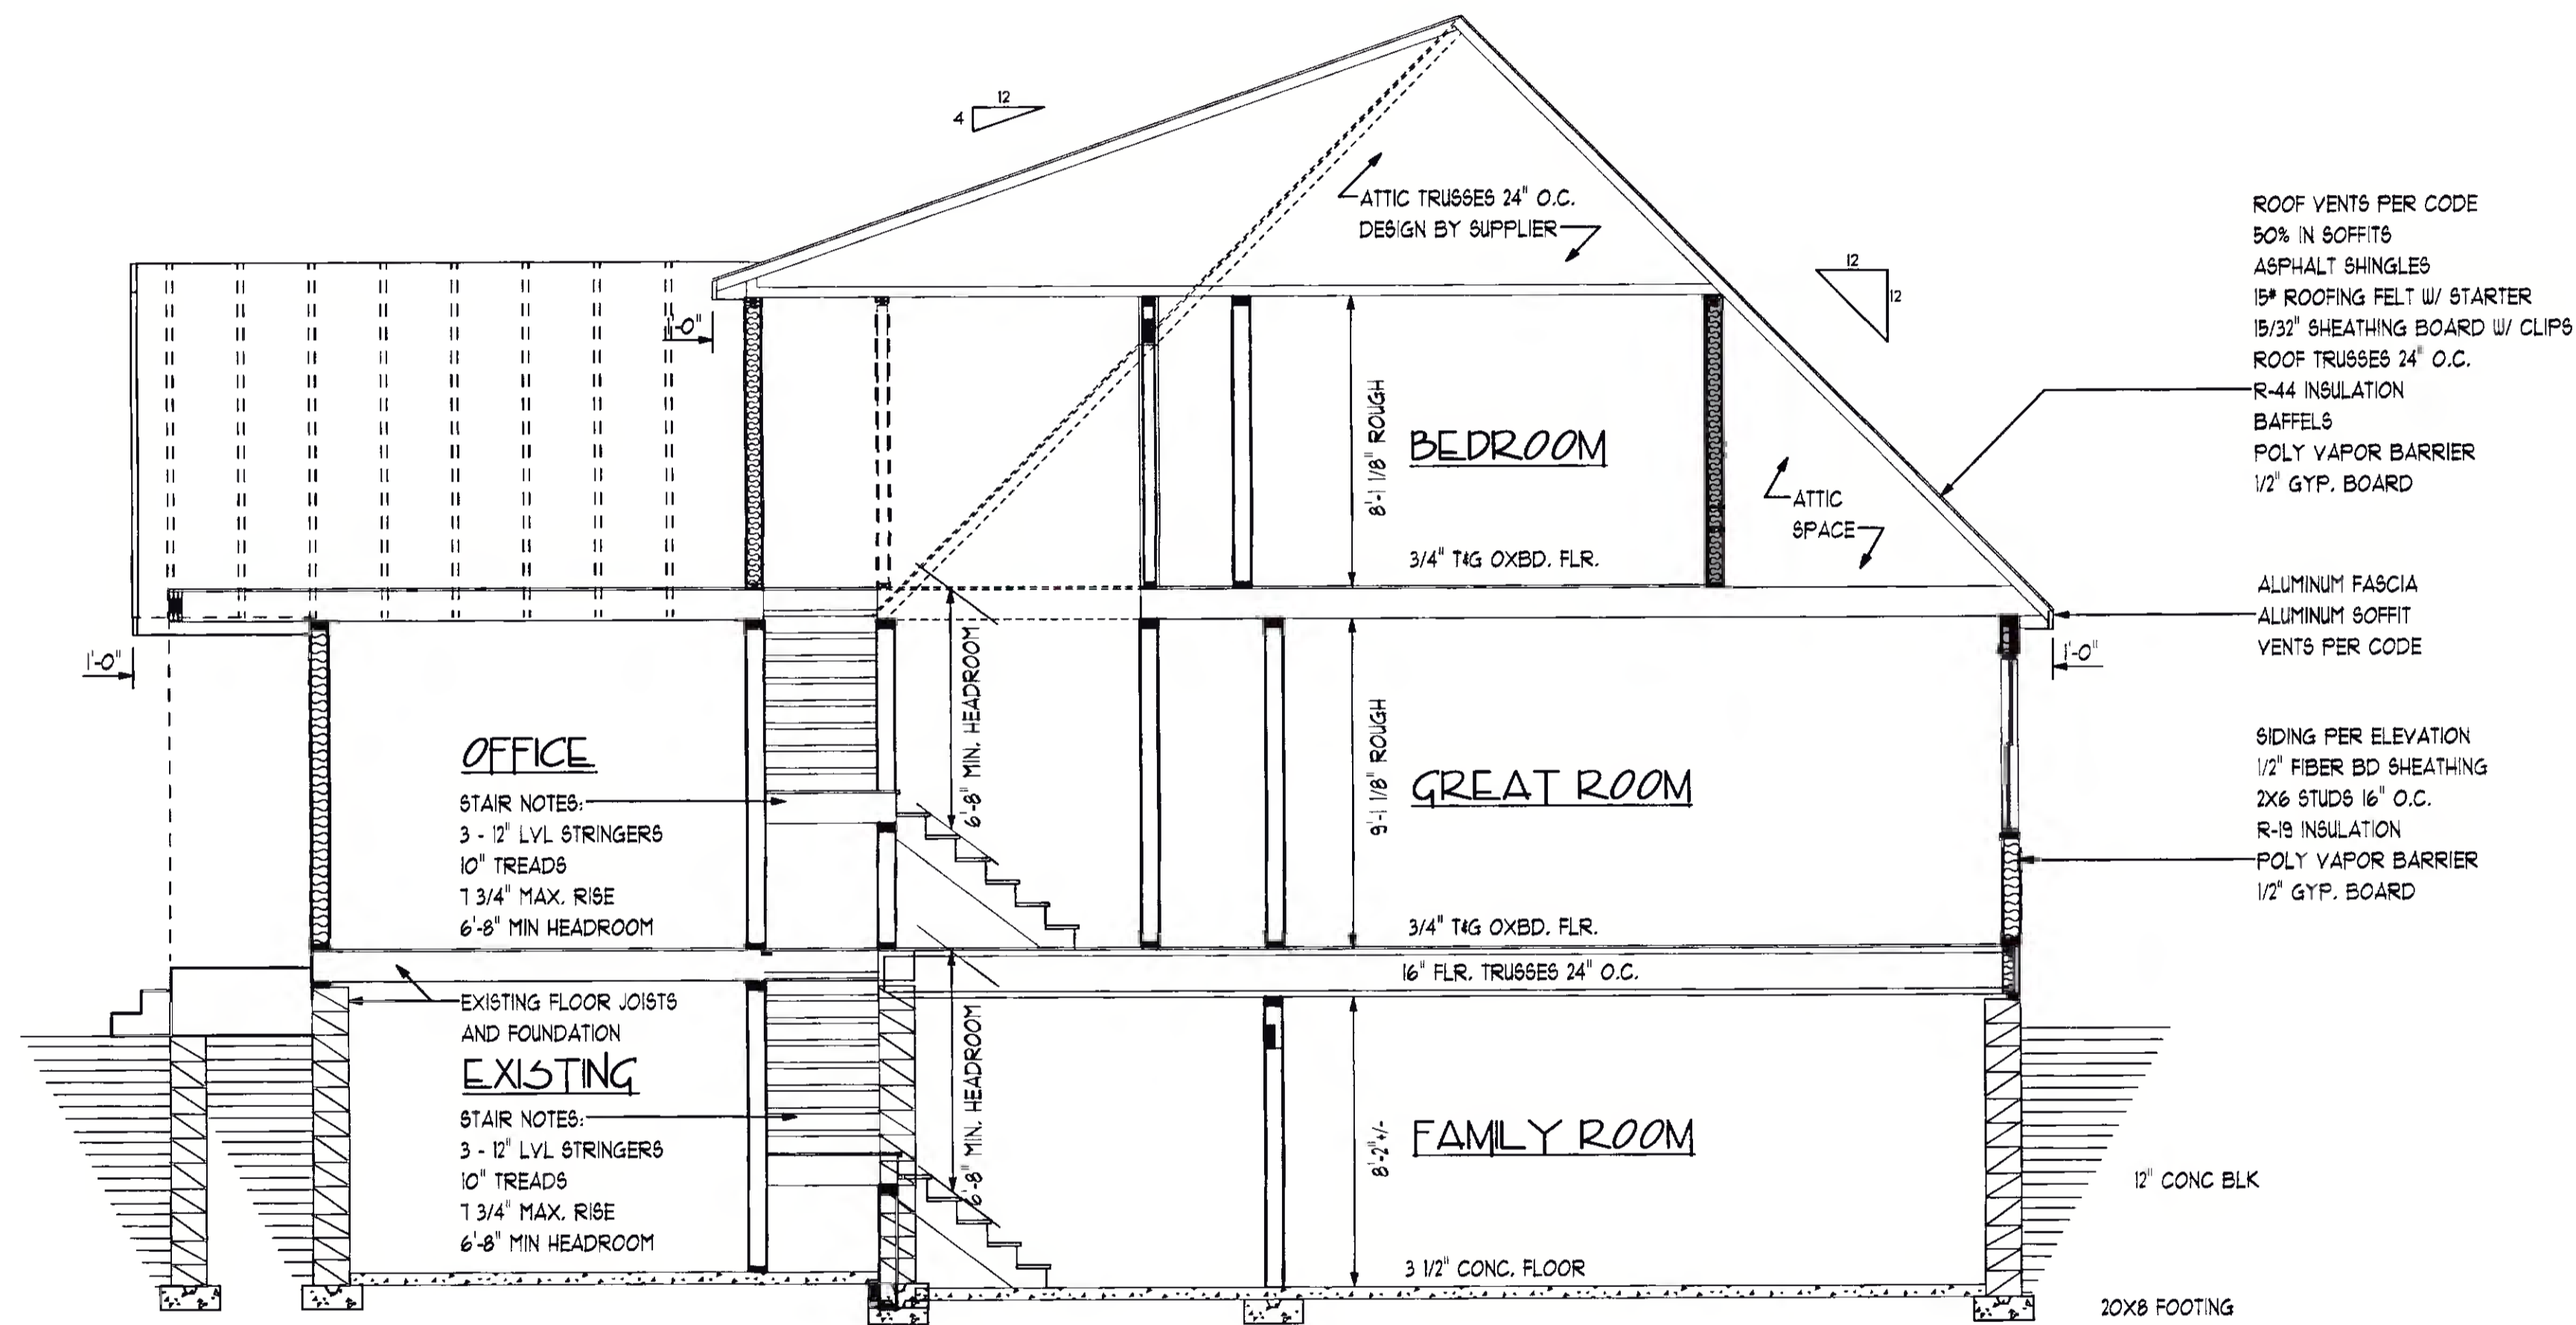 12
4
ATTIC TRUSSES 24" O.C.
DESIGN BY SUPPLIER
12
12
ROOF VENTS PER CODE
50% IN SOFFITS
ASPHALT SHINGLES
15# ROOFING FELT W/ STARTER
15/32" SHEATHING BOARD W/ CLIPS
ROOF TRUSSES 24" O.C.
R-44 INSULATION
BAFFELS
POLY VAPOR BARRIER
1/2" GYP. BOARD
1'-0"
8'-1 1/8" ROUGH
BEDROOM
ATTIC
SPACE
3/4" T&G OXBD. FLR.
ALUMINUM FASCIA
ALUMINUM SOFFIT
VENTS PER CODE
1'-0"
1'-0"
6'-8" MIN. HEADROOM
9'-1 1/8" ROUGH
OFFICE
STAIR NOTES:
3 - 12" LVL STRINGERS
10" TREADS
7 3/4" MAX. RISE
6'-8" MIN HEADROOM
GREAT ROOM
3/4" T&G OXBD. FLR.
SIDING PER ELEVATION
1/2" FIBER BD SHEATHING
2X6 STUDS 16" O.C.
R-19 INSULATION
POLY VAPOR BARRIER
1/2" GYP. BOARD
16" FLR. TRUSSES 24" O.C.
EXISTING FLOOR JOISTS
AND FOUNDATION
EXISTING
STAIR NOTES:
3 - 12" LVL STRINGERS
10" TREADS
7 3/4" MAX. RISE
6'-8" MIN HEADROOM
6'-8" MIN. HEADROOM
8'-2"+/-
FAMILY ROOM
3 1/2" CONC. FLOOR
12" CONC BLK
20X8 FOOTING